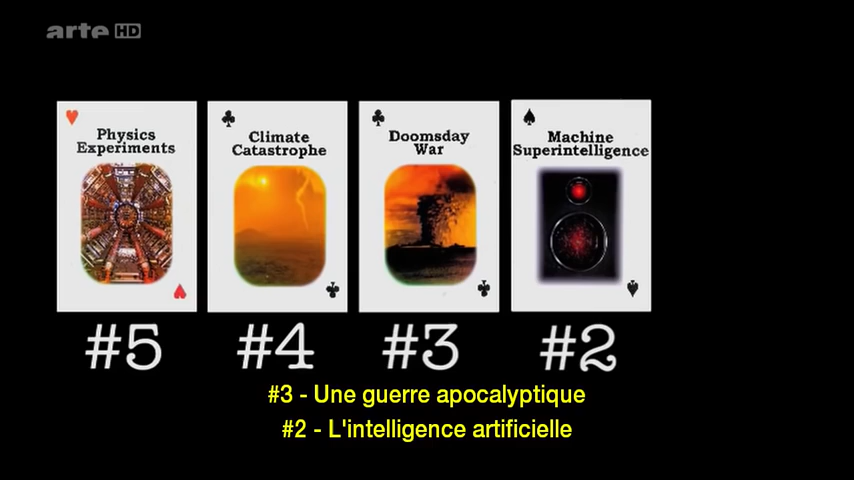 arte HD
Physics
Experiments
Climate
Catastrophe
Doomsday
War
Machine
Superintelligence
#5
#4
#3
#2
#3 - Une guerre apocalyptique
#2 - L'intelligence artificielle